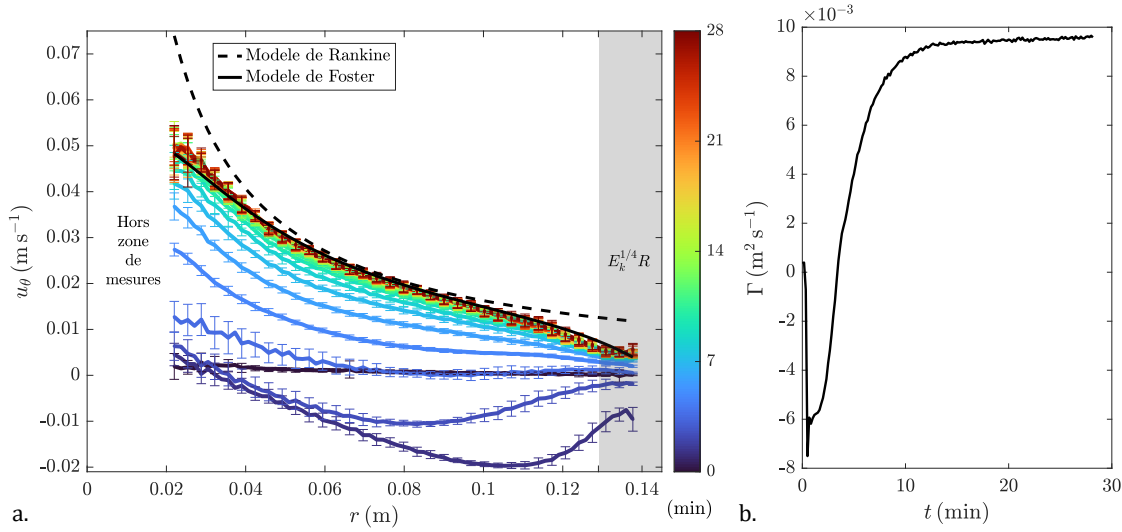 0.07
0.06
0.05
0.04
0.03
0.02
0.01
0
-0.01
-0.02
u_θ (m s⁻¹)
Modele de Rankine
Modele de Foster
Hors
zone
de
mesures
E_k^{1/4}R
0 0.02 0.04 0.06 0.08 0.1 0.12 0.14
r (m)
a.
28
21
14
7
0
(min)
×10⁻³
10
8
6
4
2
0
-2
-4
-6
-8
Γ (m² s⁻¹)
0 10 20 30
t (min)
b.